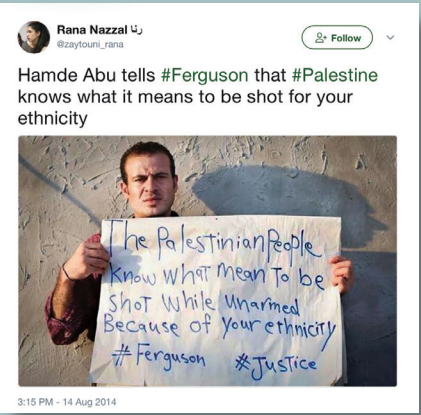 Rana Nazzal رنا
@zaytouni_rana
Follow
Hamde Abu tells #Ferguson that #Palestine
knows what it means to be shot for your
ethnicity
The Palestinian People
Know What mean To be
Shot While Unarmed
Because of Your ethnicity
#Ferguson #Justice
3:15 PM - 14 Aug 2014